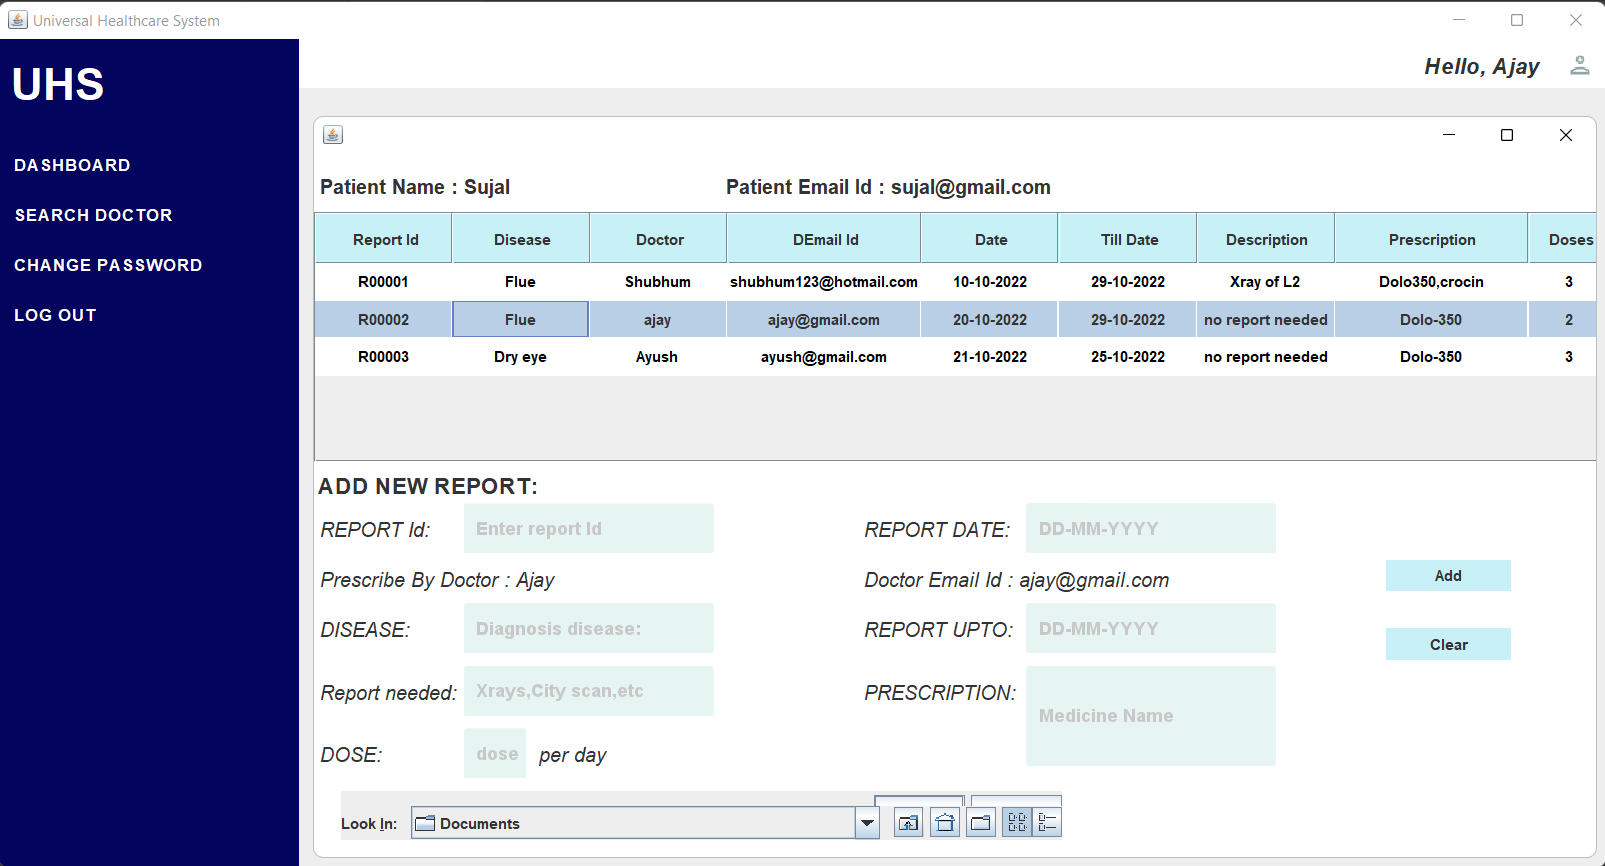 Universal Healthcare System
UHS
Hello, Ajay
DASHBOARD
SEARCH DOCTOR
CHANGE PASSWORD
LOG OUT
Patient Name : Sujal Patient Email Id : sujal@gmail.com
Report Id Disease Doctor DEmail Id Date Till Date Description Prescription Doses
R00001 Flue Shubhum shubhum123@hotmail.com 10-10-2022 29-10-2022 Xray of L2 Dolo350,crocin 3
R00002 Flue ajay ajay@gmail.com 20-10-2022 29-10-2022 no report needed Dolo-350 2
R00003 Dry eye Ayush ayush@gmail.com 21-10-2022 25-10-2022 no report needed Dolo-350 3
ADD NEW REPORT:
REPORT Id: Enter report Id REPORT DATE: DD-MM-YYYY
Prescribe By Doctor : Ajay Doctor Email Id : ajay@gmail.com Add
DISEASE: Diagnosis disease: REPORT UPTO: DD-MM-YYYY
Clear
Report needed: Xrays,City scan,etc PRESCRIPTION: Medicine Name
DOSE: dose per day
Look In: Documents